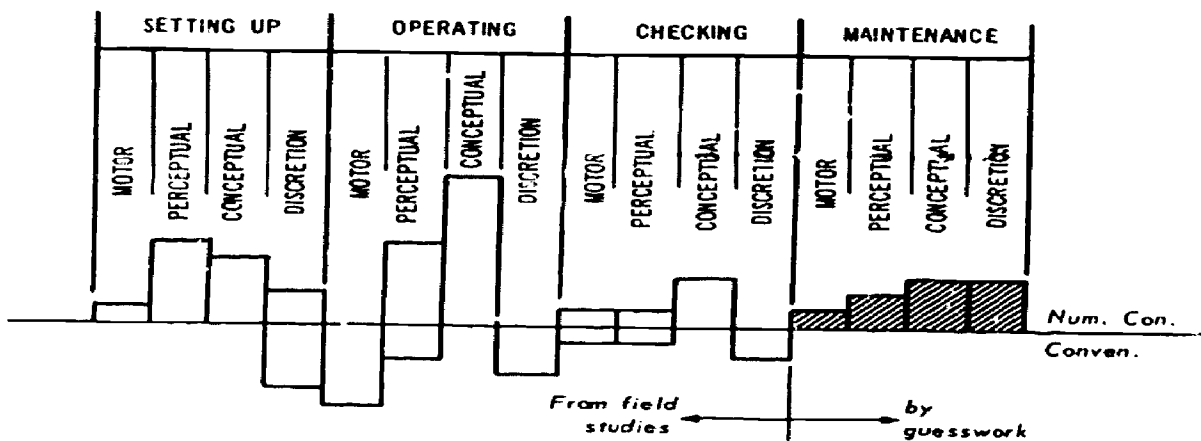 SETTING UP OPERATING CHECKING MAINTENANCE
MOTOR PERCEPTUAL CONCEPTUAL DISCRETION MOTOR PERCEPTUAL CONCEPTUAL DISCRETION MOTOR PERCEPTUAL CONCEPTUAL DISCRETION MOTOR PERCEPTUAL CONCEPTUAL DISCRETION
Num. Con.
Conven.
From field
studies
by
guesswork